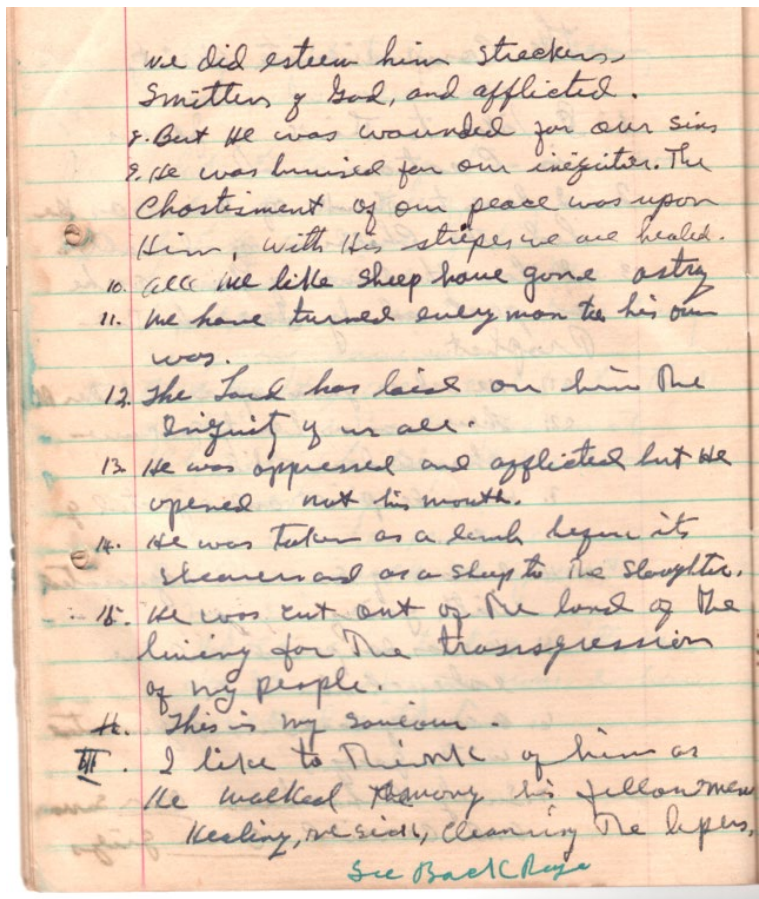 we did esteem him streckers,
Smitten of God, and afflicted.
8. But He was wounded for our sins
9. He was bruised for our inequities. The
Chastisment of our peace was upon
Him, with His stripes we are healed.
10. All we like sheep have gone astry
11. We have turned every man to his own
was.
12. The Lord has laid on him the
Iniquity of us all.
13. He was oppressed and afflicted but He
opened not his mouth.
14. He was taken as a lamb before its
shearers and as a sheep to the slaughter.
15. He was cut out of the land of the
living for the transgression
of my people.
This is my saviour.
III. I like to think of him as
He walked among his fellowmen
Healing, the sick, cleansing the lepers,
See Back Page